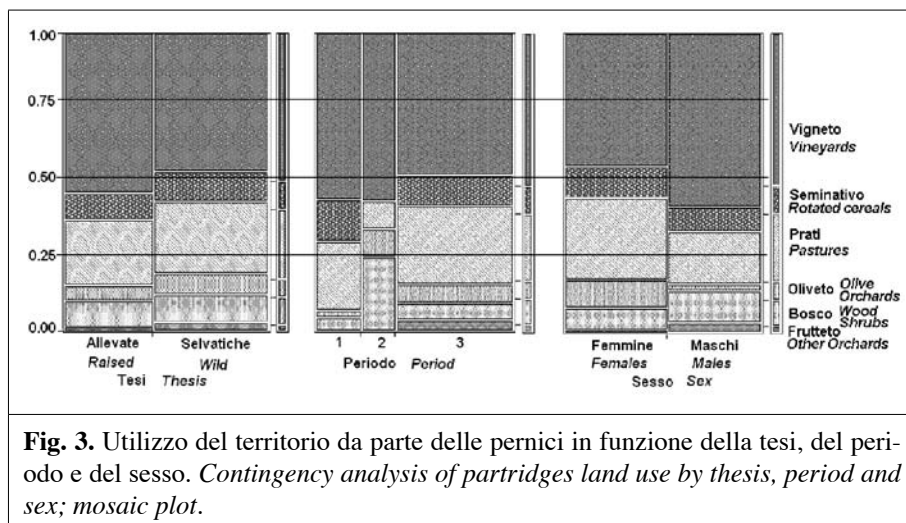 1.00
0.75
0.50
0.25
0.00
Allevate Selvatiche
Raised Wild
Tesi Thesis
1 2 3
Periodo Period
Femmine Maschi
Females Males
Sesso Sex
Vigneto
Vineyards
Seminativo
Rotated cereals
Prati
Pastures
Oliveto Olive
Orchards
Bosco Wood
Shrubs
Frutteto
Other Orchards
Fig. 3. Utilizzo del territorio da parte delle pernici in funzione della tesi, del peri-
odo e del sesso. Contingency analysis of partridges land use by thesis, period and
sex; mosaic plot.